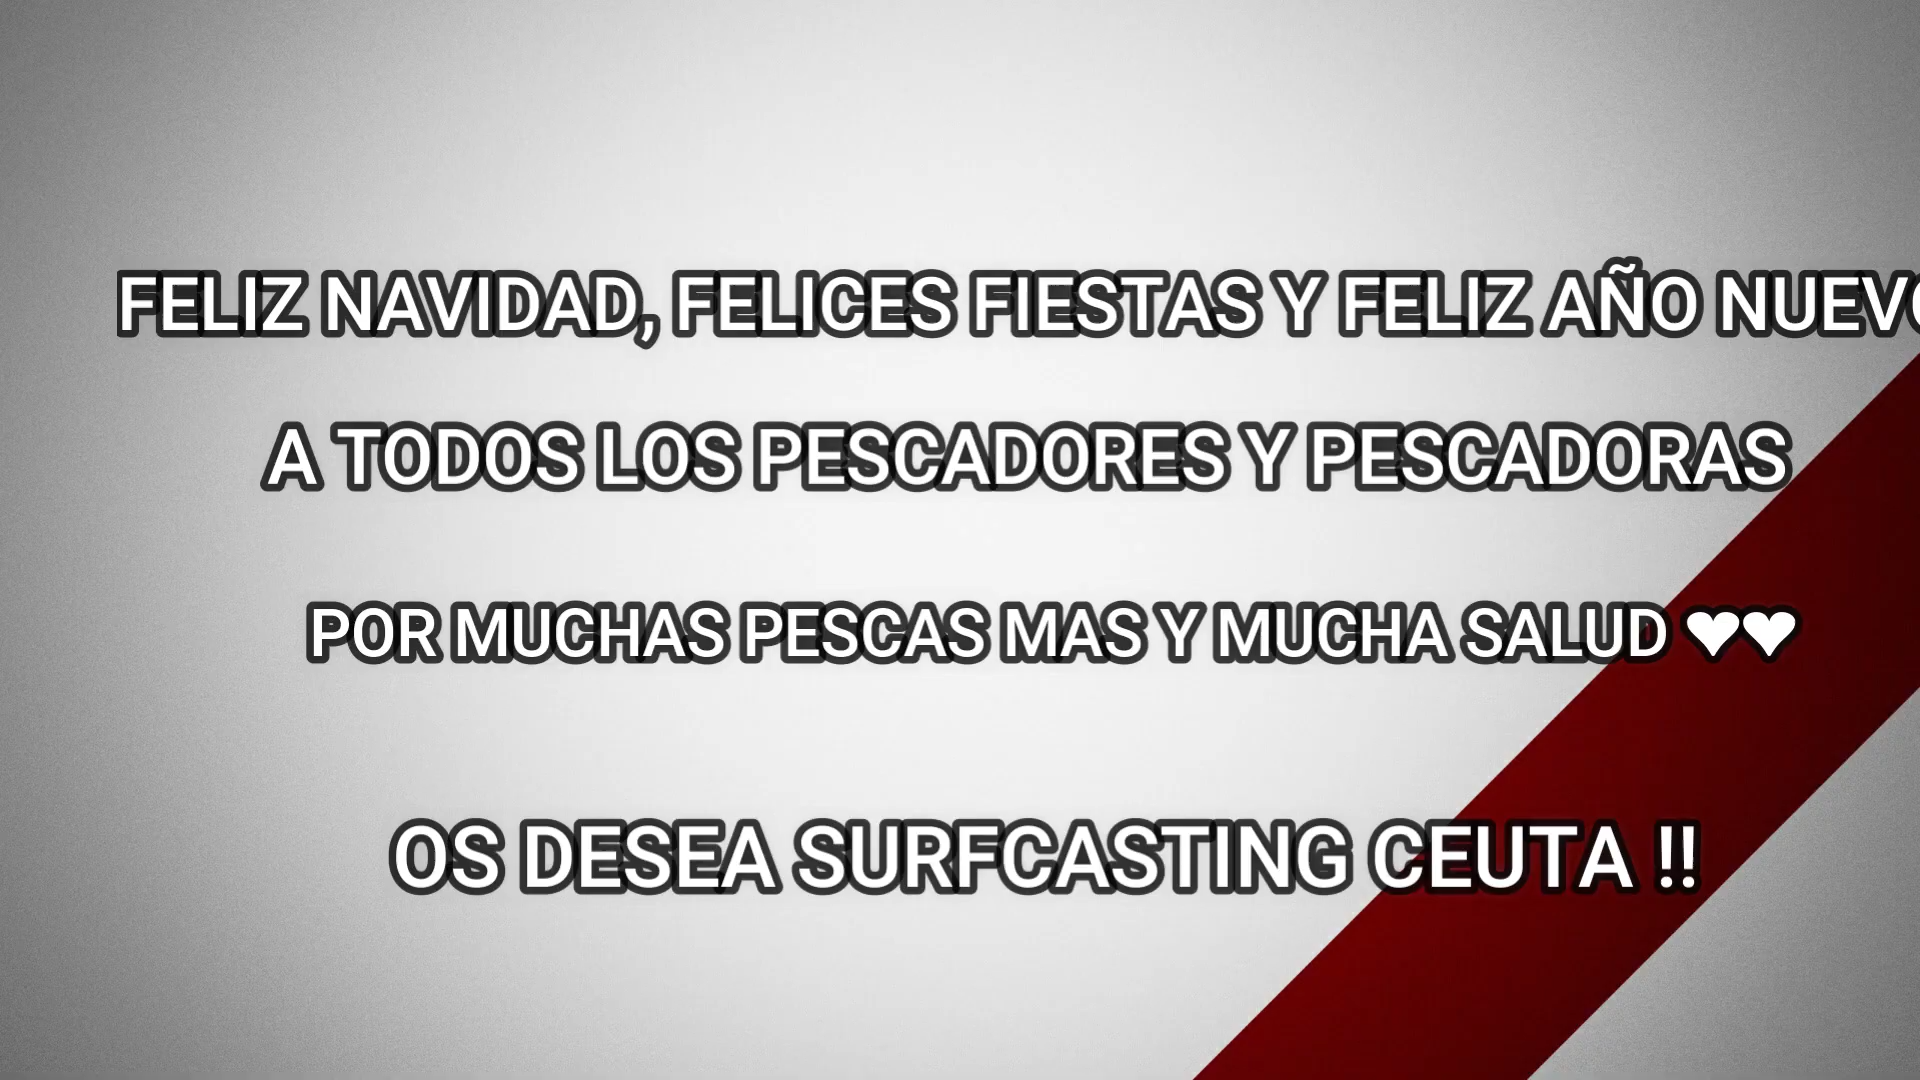 FELIZ NAVIDAD, FELICES FIESTAS Y FELIZ AÑO NUEVO
A TODOS LOS PESCADORES Y PESCADORAS
POR MUCHAS PESCAS MAS Y MUCHA SALUD ❤❤
OS DESEA SURFCASTING CEUTA !!